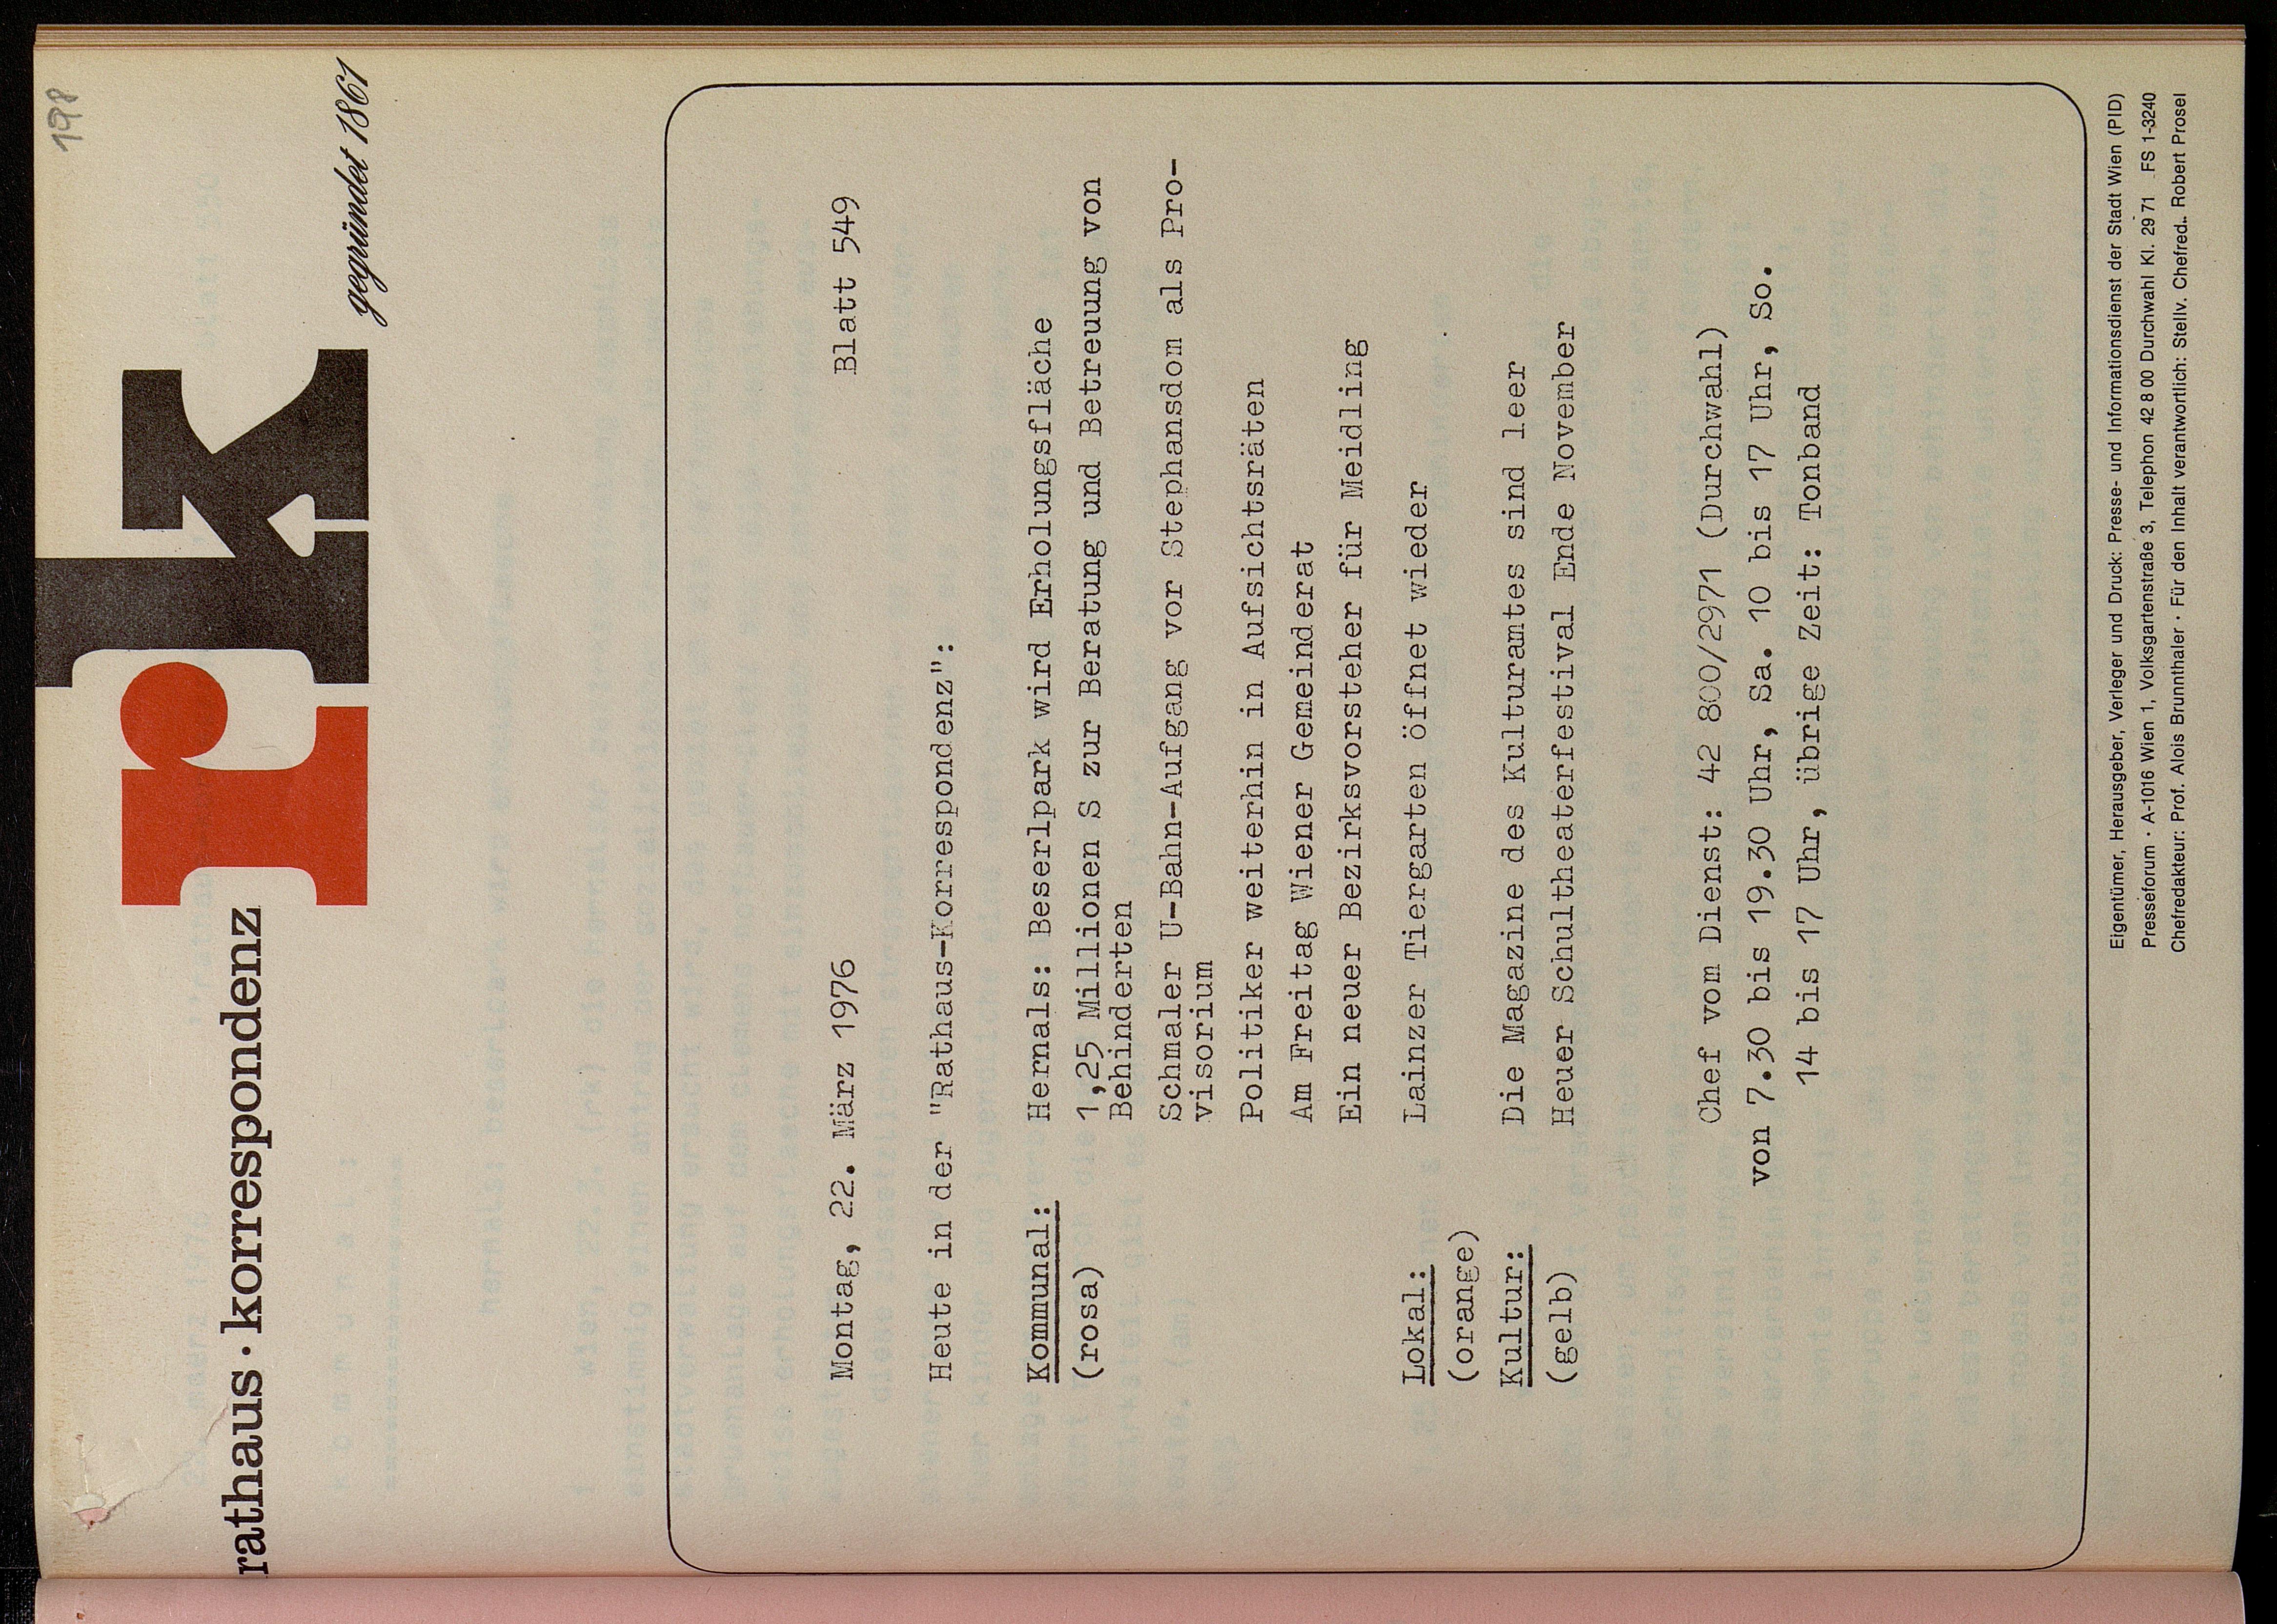 198
rathaus · korrespondenz
rk
gegründet 1861
Montag, 22. März 1976 Blatt 549
Heute in der "Rathaus-Korrespondenz":
Kommunal: Hernals: Beserlpark wird Erholungsfläche
(rosa) 1,25 Millionen S zur Beratung und Betreuung von
Behinderten
Schmaler U-Bahn-Aufgang vor Stephansdom als Pro-
visorium
Politiker weiterhin in Aufsichtsräten
Am Freitag Wiener Gemeinderat
Ein neuer Bezirksvorsteher für Meidling
Lokal: Lainzer Tiergarten öffnet wieder
(orange)
Kultur: Die Magazine des Kulturamtes sind leer
(gelb) Heuer Schultheaterfestival Ende November
Chef vom Dienst: 42 800/2971 (Durchwahl)
von 7.30 bis 19.30 Uhr, Sa. 10 bis 17 Uhr, So.
14 bis 17 Uhr, übrige Zeit: Tonband
Eigentümer, Herausgeber, Verleger und Druck: Presse- und Informationsdienst der Stadt Wien (PID)
Presseforum · A-1016 Wien 1, Volksgartenstraße 3, Telephon 42 8 00 Durchwahl Kl. 29 71 FS 1-3240
Chefredakteur: Prof. Alois Brunnthaler · Für den Inhalt verantwortlich: Stellv. Chefred. Robert Prosel